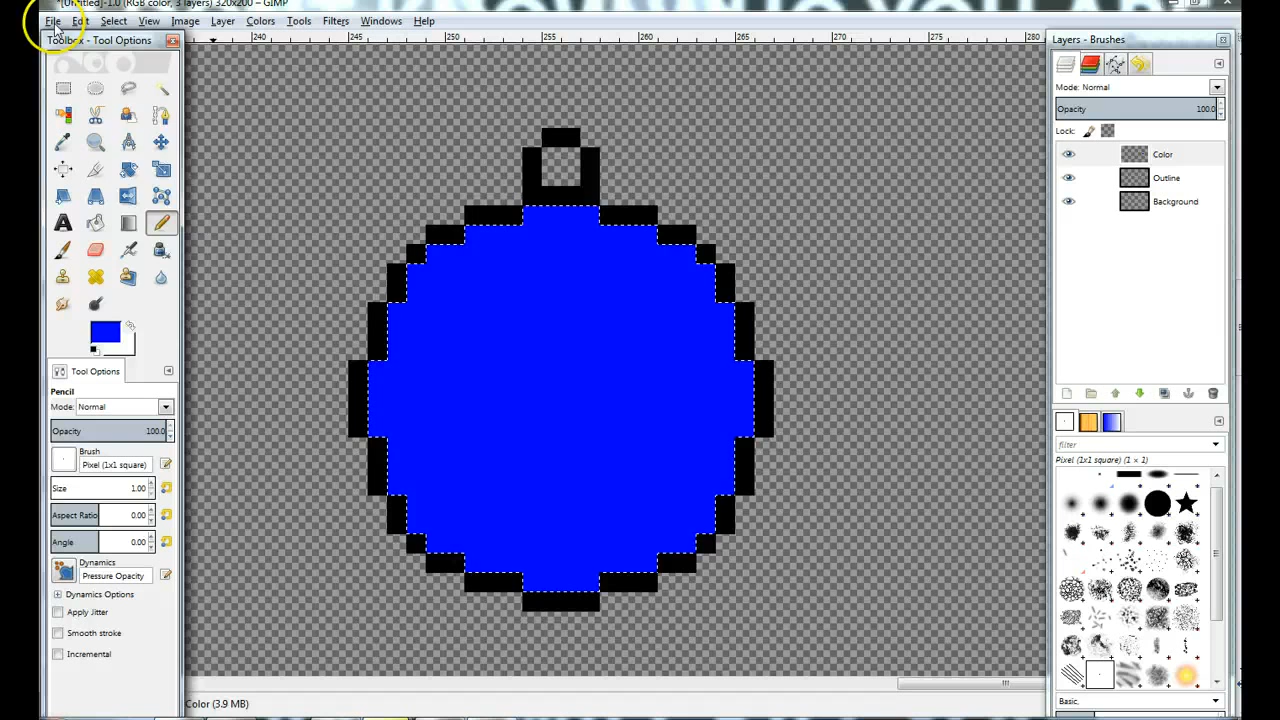 *[Untitled]-1.0 (RGB color, 3 layers) 320x200 – GIMP
File Edit Select View Image Layer Colors Tools Filters Windows Help
Toolbox - Tool Options
240 245 250 255 260 265 270 275 280
Layers - Brushes
Mode: Normal
Opacity 100.0
Lock:
Color
Outline
Background
Tool Options
Pencil
Mode: Normal
Opacity 100.0
Brush
Pixel (1x1 square)
Size 1.00
Aspect Ratio 0.00
Angle 0.00
Dynamics
Pressure Opacity
Dynamics Options
Apply Jitter
Smooth stroke
Incremental
filter
Pixel (1x1 square) (1 × 1)
Basic,
Color (3.9 MB)